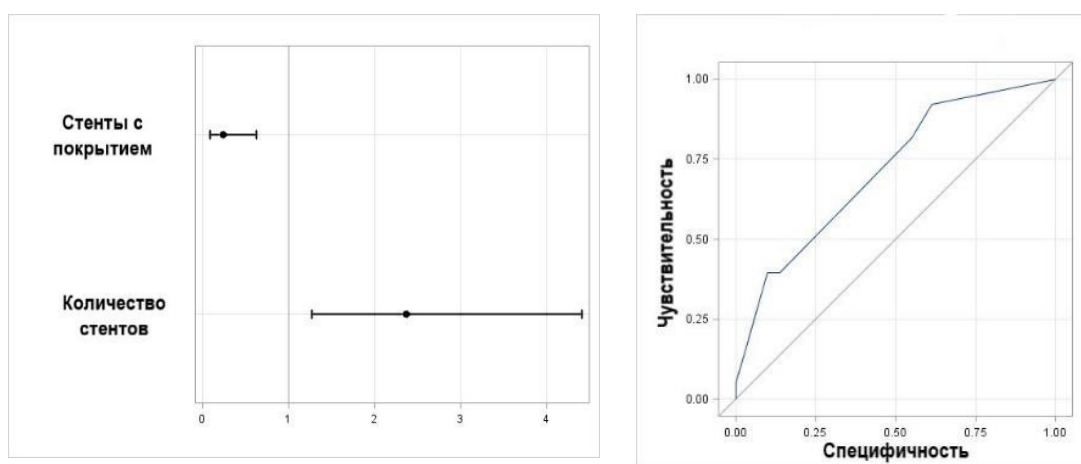 Стенты с
покрытием
Количество
стентов
0 1 2 3 4
Чувствительность
1.00
0.75
0.50
0.25
0.00
0.00 0.25 0.50 0.75 1.00
Специфичность